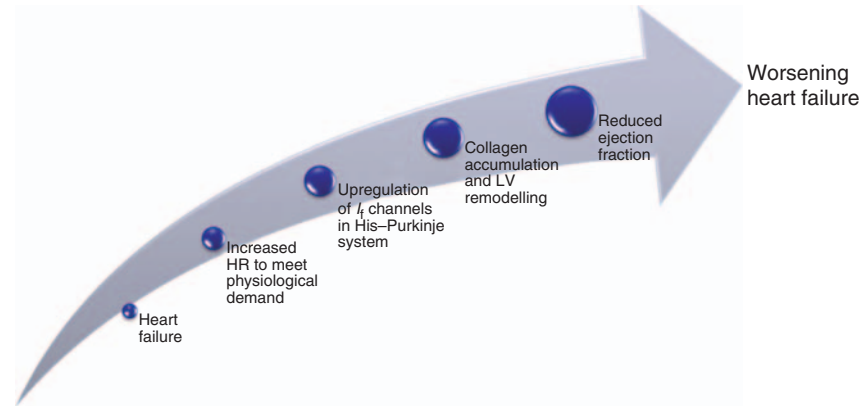 Heart
failure
Increased
HR to meet
physiological
demand
Upregulation
of If channels
in His–Purkinje
system
Collagen
accumulation
and LV
remodelling
Reduced
ejection
fraction
Worsening
heart failure